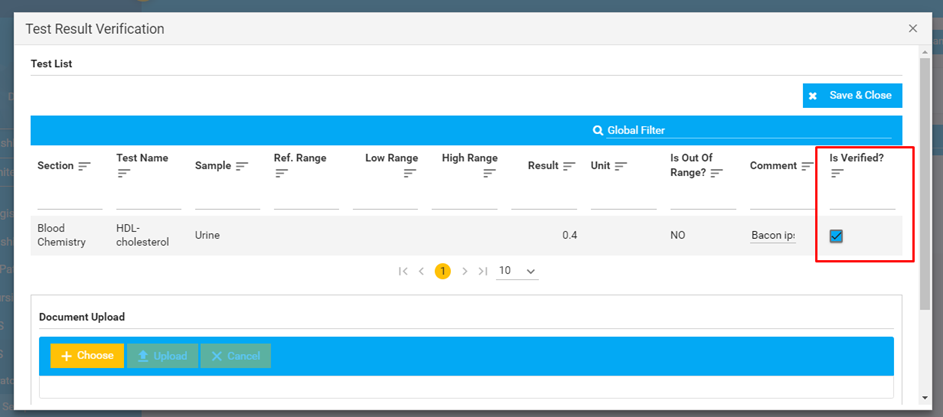 Test Result Verification
Test List
Save & Close
Global Filter
Section Test Name Sample Ref. Range Low Range High Range Result Unit Is Out Of Range? Comment Is Verified?
Blood Chemistry HDL-cholesterol Urine 0.4 NO Bacon ip
1 10
Document Upload
Choose Upload Cancel